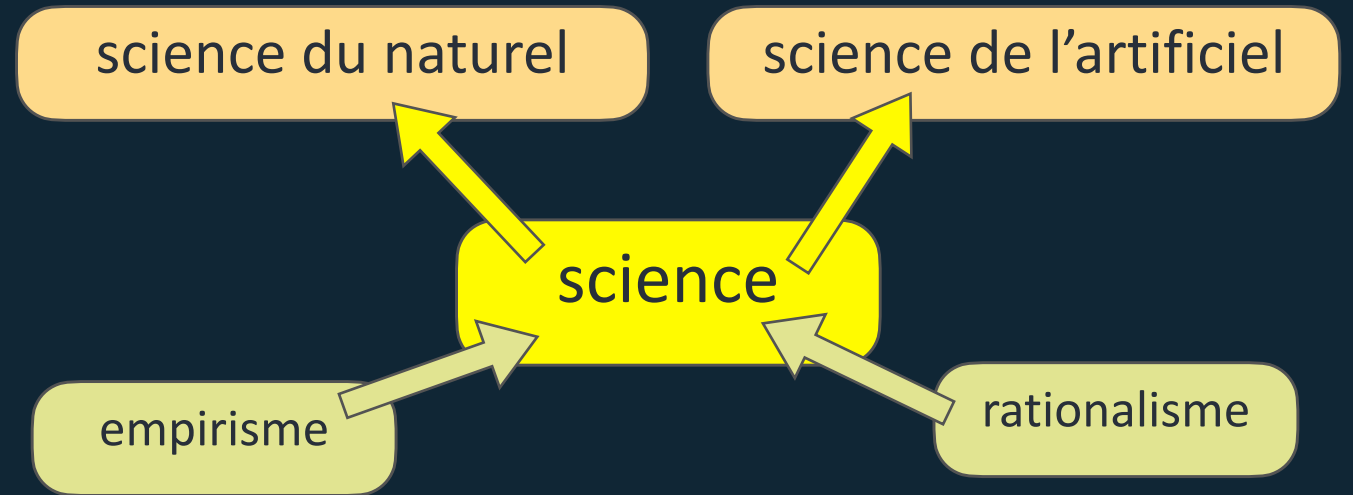 science du naturel
science de l’artificiel
science
empirisme
rationalisme